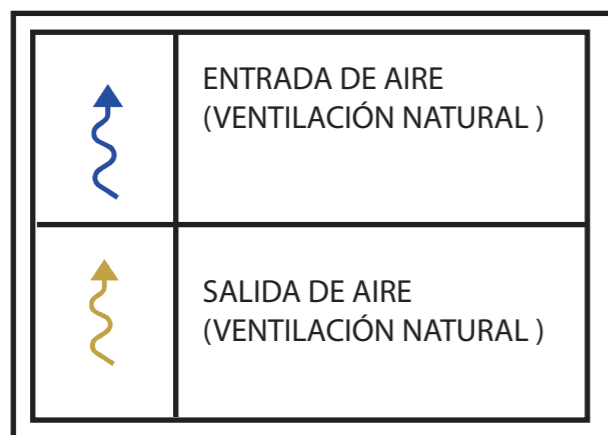 ENTRADA DE AIRE
(VENTILACIÓN NATURAL )
SALIDA DE AIRE
(VENTILACIÓN NATURAL )